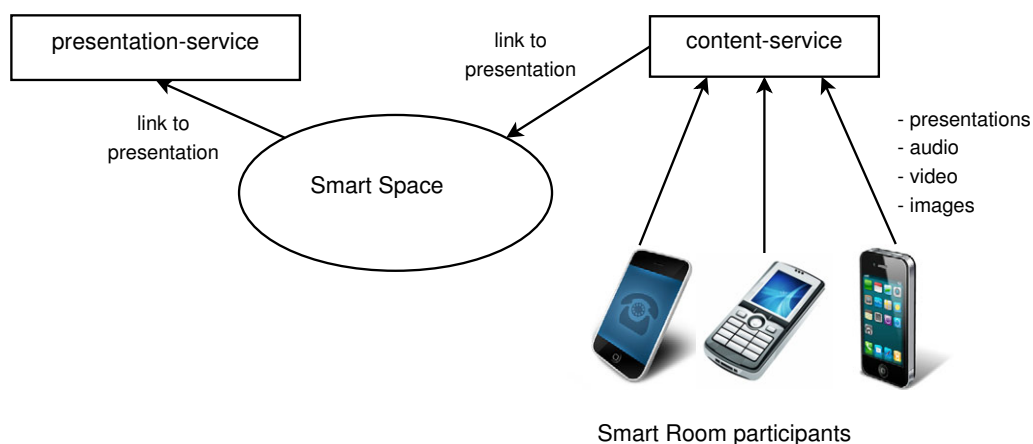 presentation-service
link to
presentation
content-service
link to
presentation
Smart Space
- presentations
- audio
- video
- images
Smart Room participants